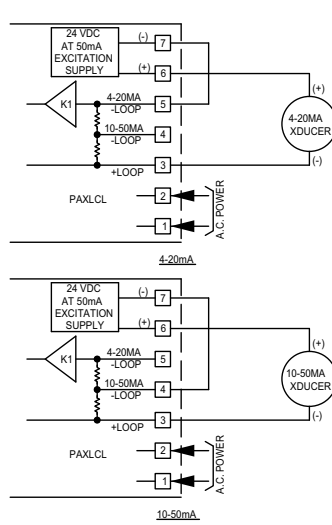 24 VDC
AT 50mA
EXCITATION
SUPPLY
(-)
7
(+)
6
K1
4-20MA
-LOOP
5
10-50MA
-LOOP
4
+LOOP
3
PAXLCL
2
1
A.C. POWER
(+)
4-20MA
XDUCER
(-)
4-20mA
24 VDC
AT 50mA
EXCITATION
SUPPLY
(-)
7
(+)
6
K1
4-20MA
-LOOP
5
10-50MA
-LOOP
4
+LOOP
3
PAXLCL
2
1
A.C. POWER
(+)
10-50MA
XDUCER
(-)
10-50mA